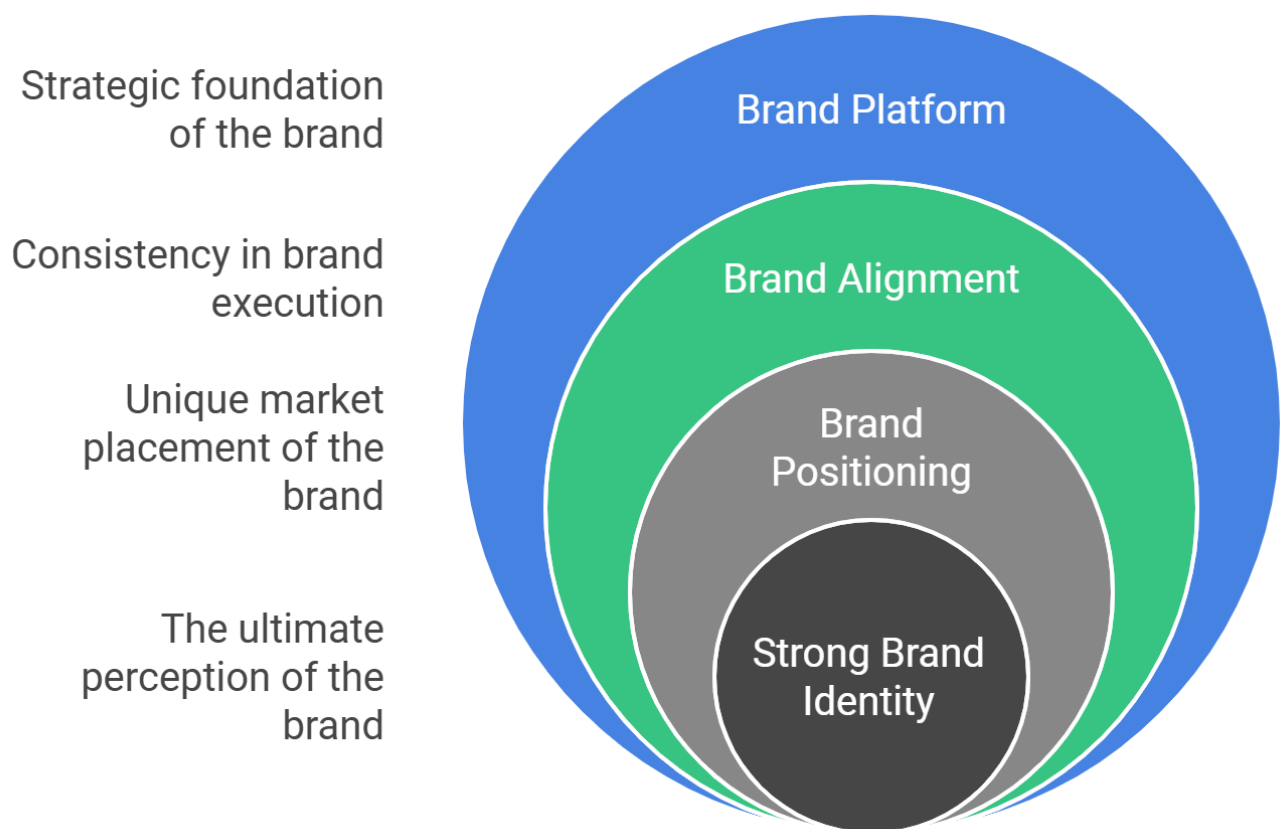 Strategic foundation
of the brand
Brand Platform
Consistency in brand
execution
Brand Alignment
Unique market
placement of the
brand
Brand
Positioning
The ultimate
perception of the
brand
Strong Brand
Identity